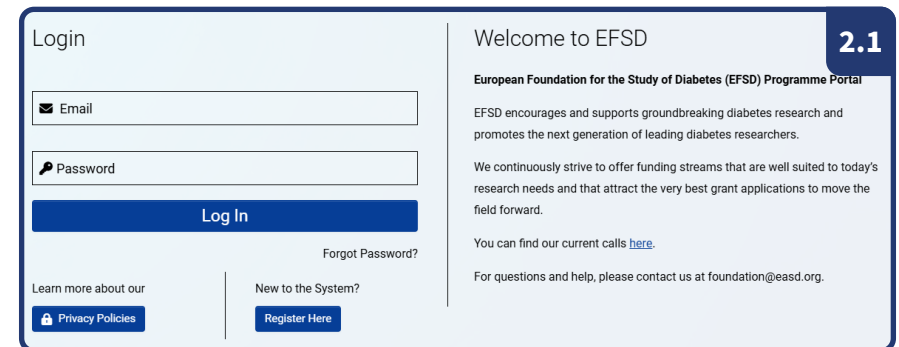 Login
Email
Password
Log In
Forgot Password?
Learn more about our
Privacy Policies
New to the System?
Register Here
Welcome to EFSD
2.1
European Foundation for the Study of Diabetes (EFSD) Programme Portal
EFSD encourages and supports groundbreaking diabetes research and
promotes the next generation of leading diabetes researchers.
We continuously strive to offer funding streams that are well suited to today's
research needs and that attract the very best grant applications to move the
field forward.
You can find our current calls here.
For questions and help, please contact us at foundation@easd.org.